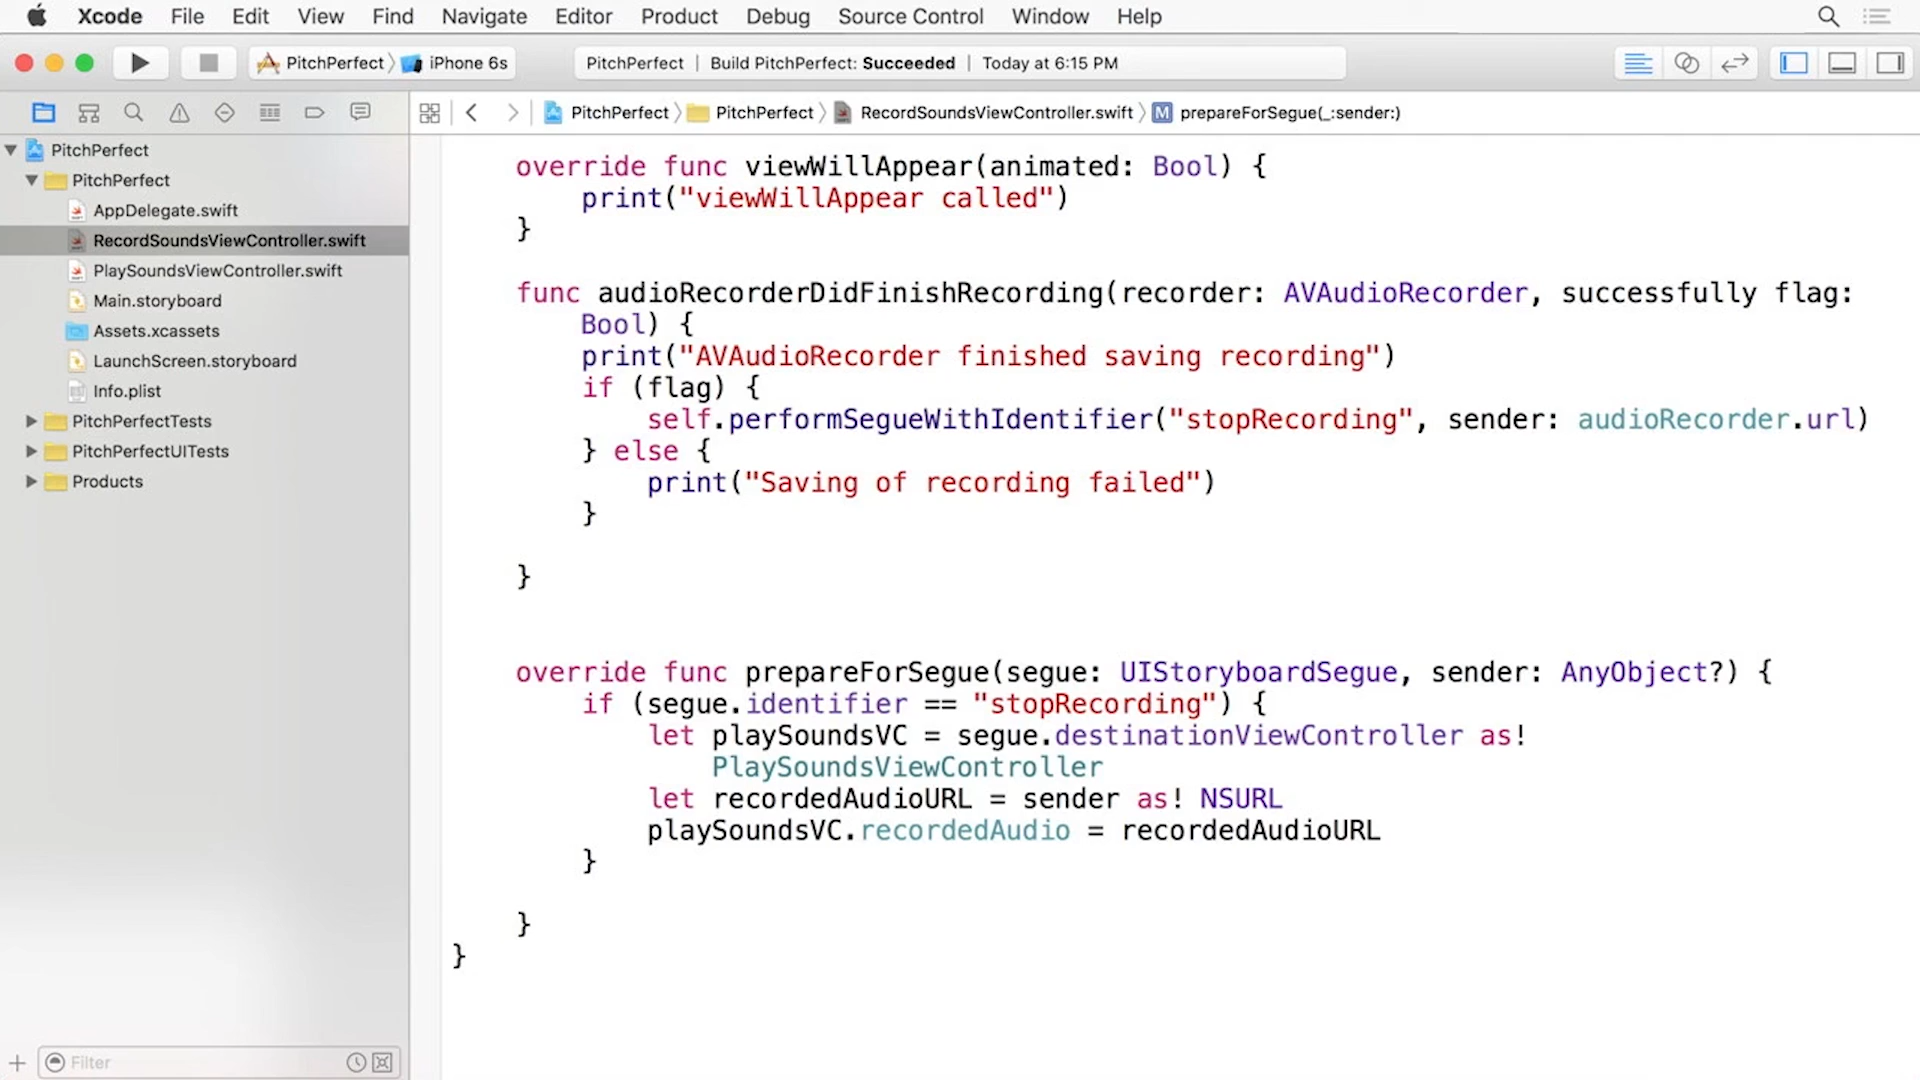 Xcode File Edit View Find Navigate Editor Product Debug Source Control Window Help
PitchPerfect iPhone 6s PitchPerfect | Build PitchPerfect: Succeeded | Today at 6:15 PM
PitchPerfect PitchPerfect RecordSoundsViewController.swift M prepareForSegue(_:sender:)
PitchPerfect
PitchPerfect
AppDelegate.swift
RecordSoundsViewController.swift
PlaySoundsViewController.swift
Main.storyboard
Assets.xcassets
LaunchScreen.storyboard
Info.plist
PitchPerfectTests
PitchPerfectUITests
Products
Filter
override func viewWillAppear(animated: Bool) {
print("viewWillAppear called")
}
func audioRecorderDidFinishRecording(recorder: AVAudioRecorder, successfully flag:
Bool) {
print("AVAudioRecorder finished saving recording")
if (flag) {
self.performSegueWithIdentifier("stopRecording", sender: audioRecorder.url)
} else {
print("Saving of recording failed")
}
}
override func prepareForSegue(segue: UIStoryboardSegue, sender: AnyObject?) {
if (segue.identifier == "stopRecording") {
let playSoundsVC = segue.destinationViewController as!
PlaySoundsViewController
let recordedAudioURL = sender as! NSURL
playSoundsVC.recordedAudio = recordedAudioURL
}
}
}